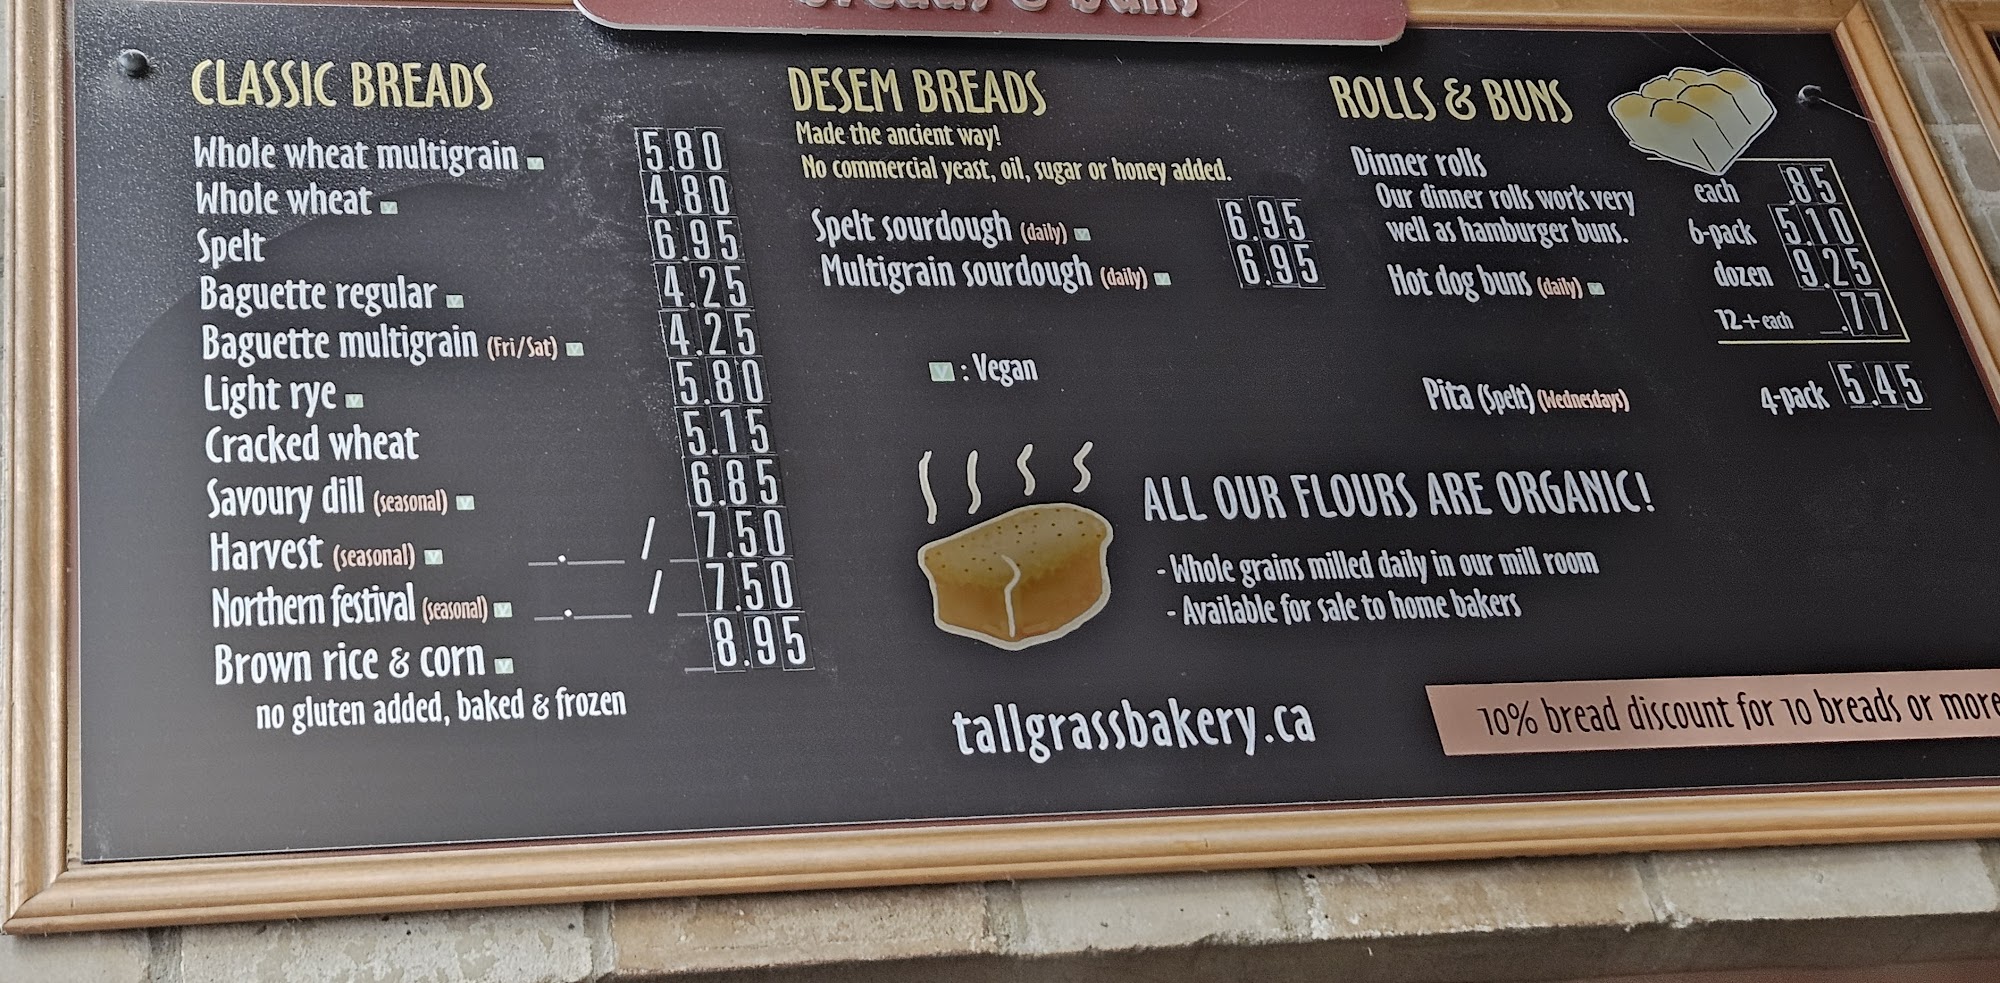 Breads & Buns
CLASSIC BREADS
Whole wheat multigrain V 5.80
Whole wheat V 4.80
Spelt 6.95
Baguette regular V 4.25
Baguette multigrain (Fri/Sat) V 4.25
Light rye V 5.80
Cracked wheat 5.15
Savoury dill (seasonal) V 6.85
Harvest (seasonal) V __.__ / 7.50
Northern festival (seasonal) V __.__ / 7.50
Brown rice & corn V 8.95
no gluten added, baked & frozen
DESEM BREADS
Made the ancient way!
No commercial yeast, oil, sugar or honey added.
Spelt sourdough (daily) V 6.95
Multigrain sourdough (daily) V 6.95
V : Vegan
ROLLS & BUNS
Dinner rolls
Our dinner rolls work very
well as hamburger buns.
Hot dog buns (daily) V
each .85
6-pack 5.10
dozen 9.25
12+ each .77
Pita (Spelt) (Wednesdays) 4-pack 5.45
ALL OUR FLOURS ARE ORGANIC!
- Whole grains milled daily in our mill room
- Available for sale to home bakers
tallgrassbakery.ca
10% bread discount for 10 breads or more